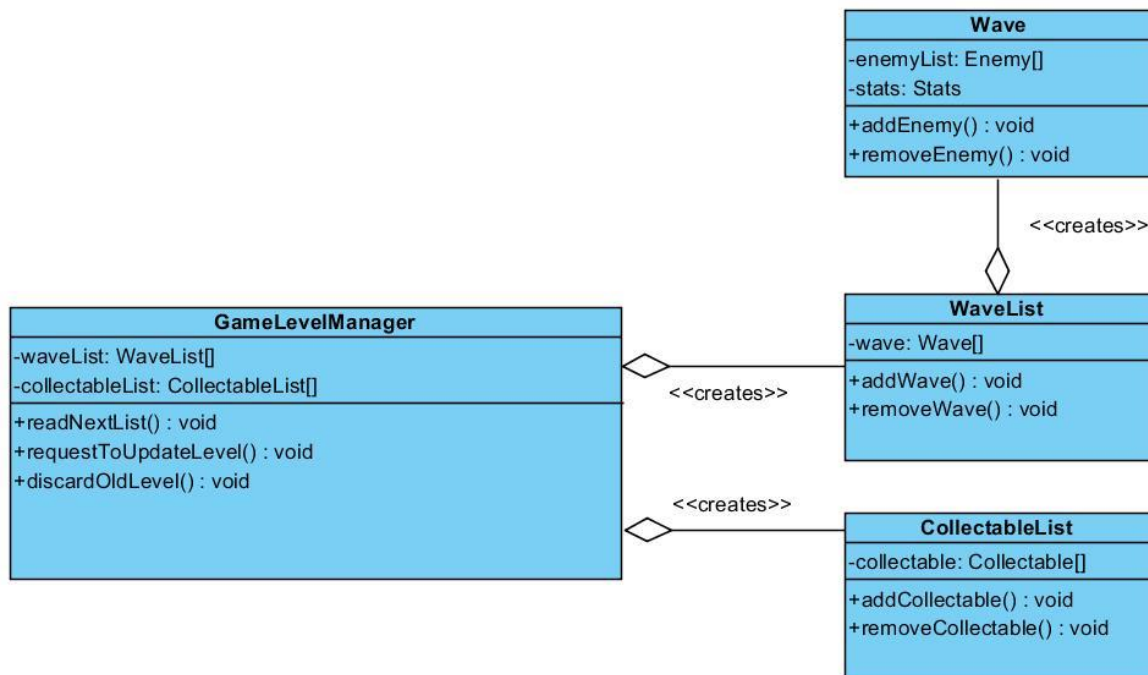 Wave
-enemyList: Enemy[]
-stats: Stats
+addEnemy() : void
+removeEnemy() : void
<<creates>>
GameLevelManager
-waveList: WaveList[]
-collectableList: CollectableList[]
+readNextList() : void
+requestToUpdateLevel() : void
+discardOldLevel() : void
<<creates>>
WaveList
-wave: Wave[]
+addWave() : void
+removeWave() : void
<<creates>>
CollectableList
-collectable: Collectable[]
+addCollectable() : void
+removeCollectable() : void